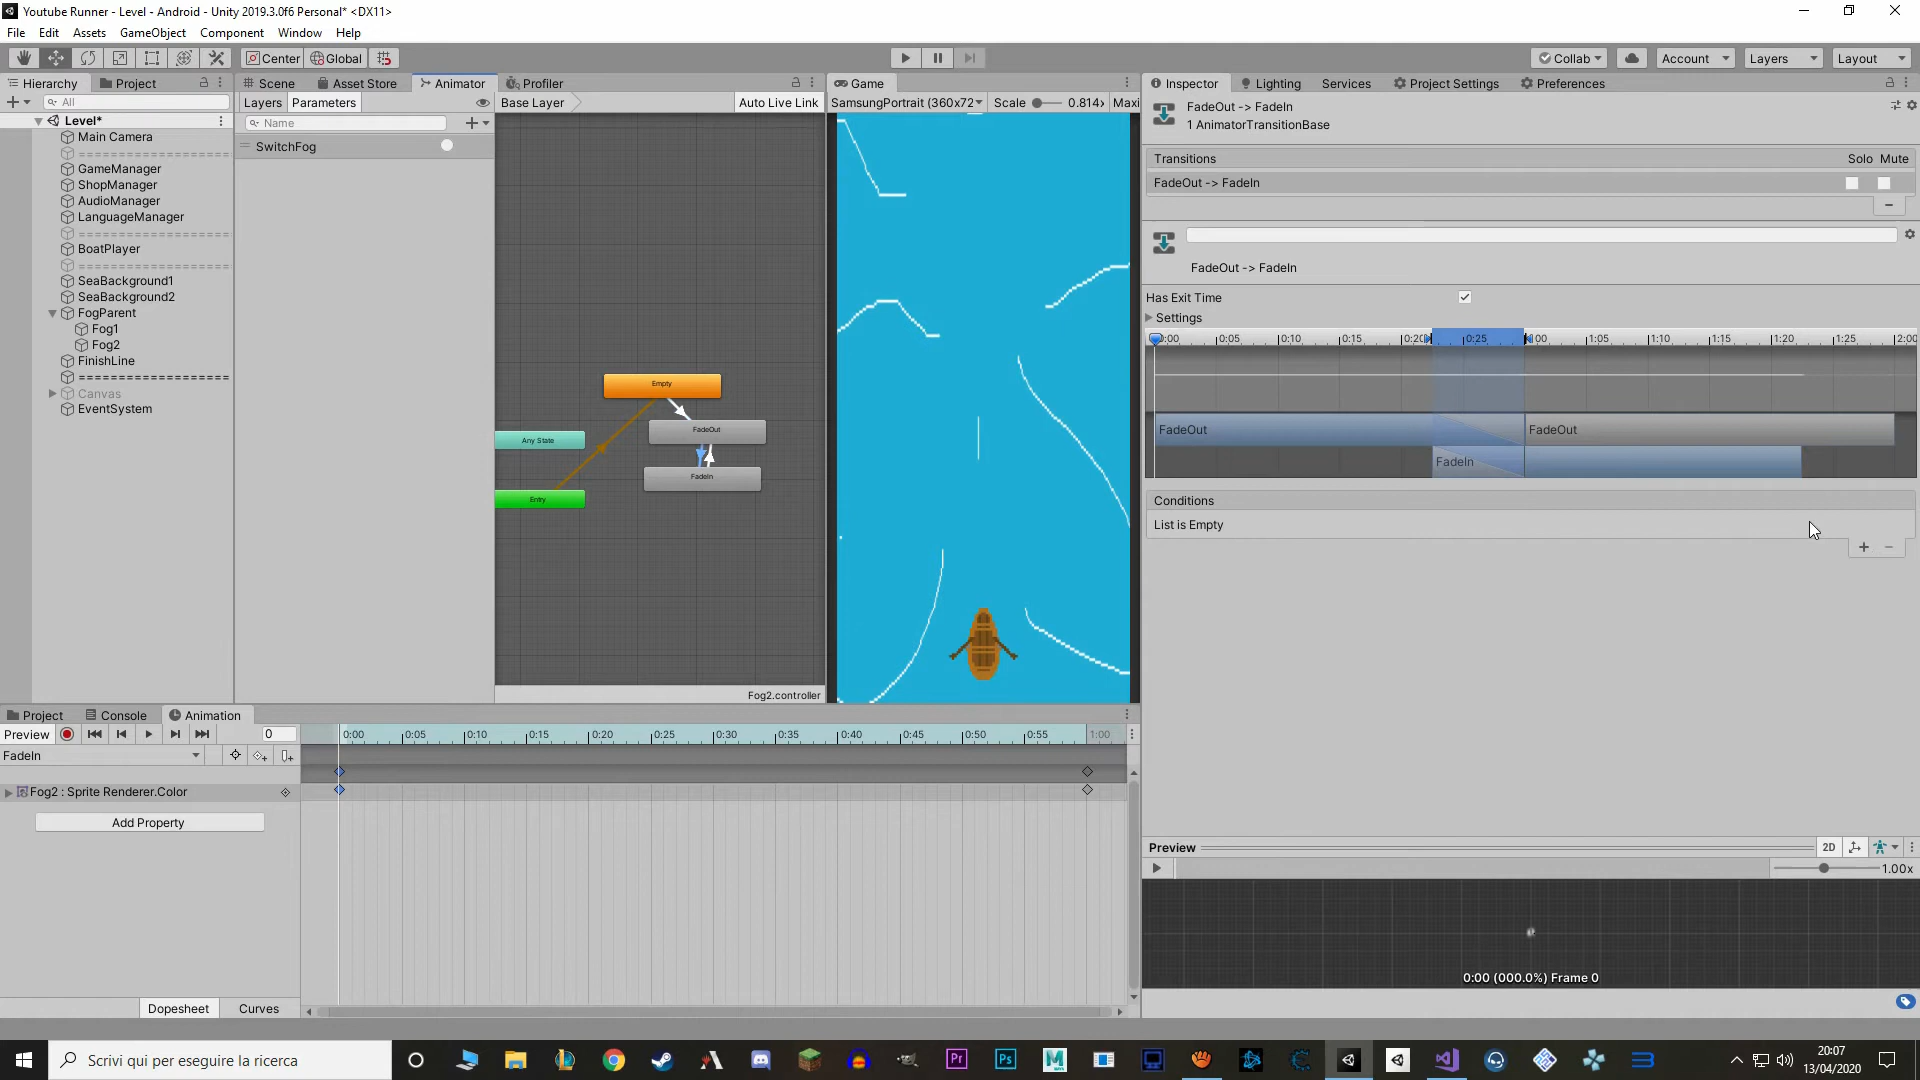 Youtube Runner - Level - Android - Unity 2019.3.0f6 Personal* <DX11>
File Edit Assets GameObject Component Window Help
Center Global Collab Account Layers Layout
Hierarchy Project
All
Level*
Main Camera
=========================
GameManager
ShopManager
AudioManager
LanguageManager
=========================
BoatPlayer
=========================
SeaBackground1
SeaBackground2
FogParent
Fog1
Fog2
FinishLine
=========================
Canvas
EventSystem
Scene Asset Store Animator Profiler
Layers Parameters Base Layer Auto Live Link
Name
SwitchFog
Empty
FadeOut
Any State
FadeIn
Entry
Fog2.controller
Game
SamsungPortrait (360x72 Scale 0.814x Maxi
Inspector Lighting Services Project Settings Preferences
FadeOut -> FadeIn
1 AnimatorTransitionBase
Transitions Solo Mute
FadeOut -> FadeIn
FadeOut -> FadeIn
Has Exit Time
Settings
0:00 0:05 0:10 0:15 0:20 0:25 1:00 1:05 1:10 1:15 1:20 1:25 2:00
FadeOut FadeOut
FadeIn
Conditions
List is Empty
Preview 2D
1.00x
0:00 (000.0%) Frame 0
Project Console Animation
Preview 0 0:00 0:05 0:10 0:15 0:20 0:25 0:30 0:35 0:40 0:45 0:50 0:55 1:00
FadeIn
Fog2 : Sprite Renderer.Color
Add Property
Dopesheet Curves
Scrivi qui per eseguire la ricerca
Pr Ps M
20:07
13/04/2020